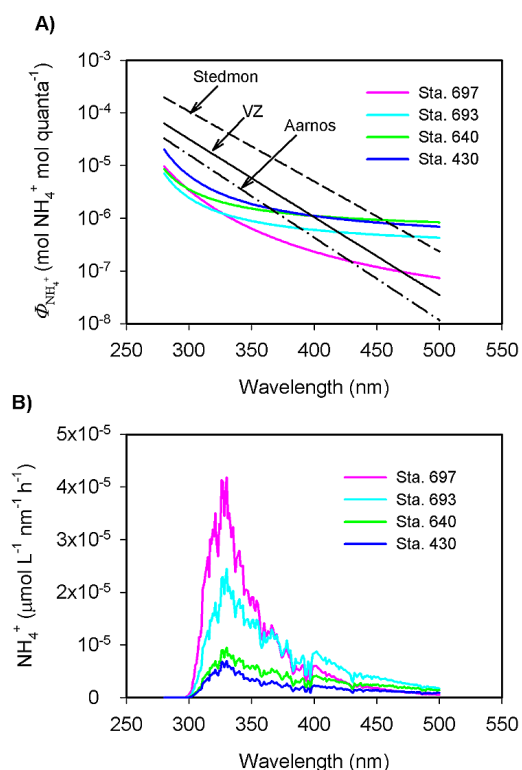 A)
10⁻³
10⁻⁴
10⁻⁵
10⁻⁶
10⁻⁷
10⁻⁸
Φ_NH₄⁺ (mol NH₄⁺ mol quanta⁻¹)
Stedmon
VZ
Aarnos
Sta. 697
Sta. 693
Sta. 640
Sta. 430
250 300 350 400 450 500 550
Wavelength (nm)
B)
5x10⁻⁵
4x10⁻⁵
3x10⁻⁵
2x10⁻⁵
10⁻⁵
0
NH₄⁺ (μmol L⁻¹ nm⁻¹ h⁻¹)
Sta. 697
Sta. 693
Sta. 640
Sta. 430
250 300 350 400 450 500 550
Wavelength (nm)